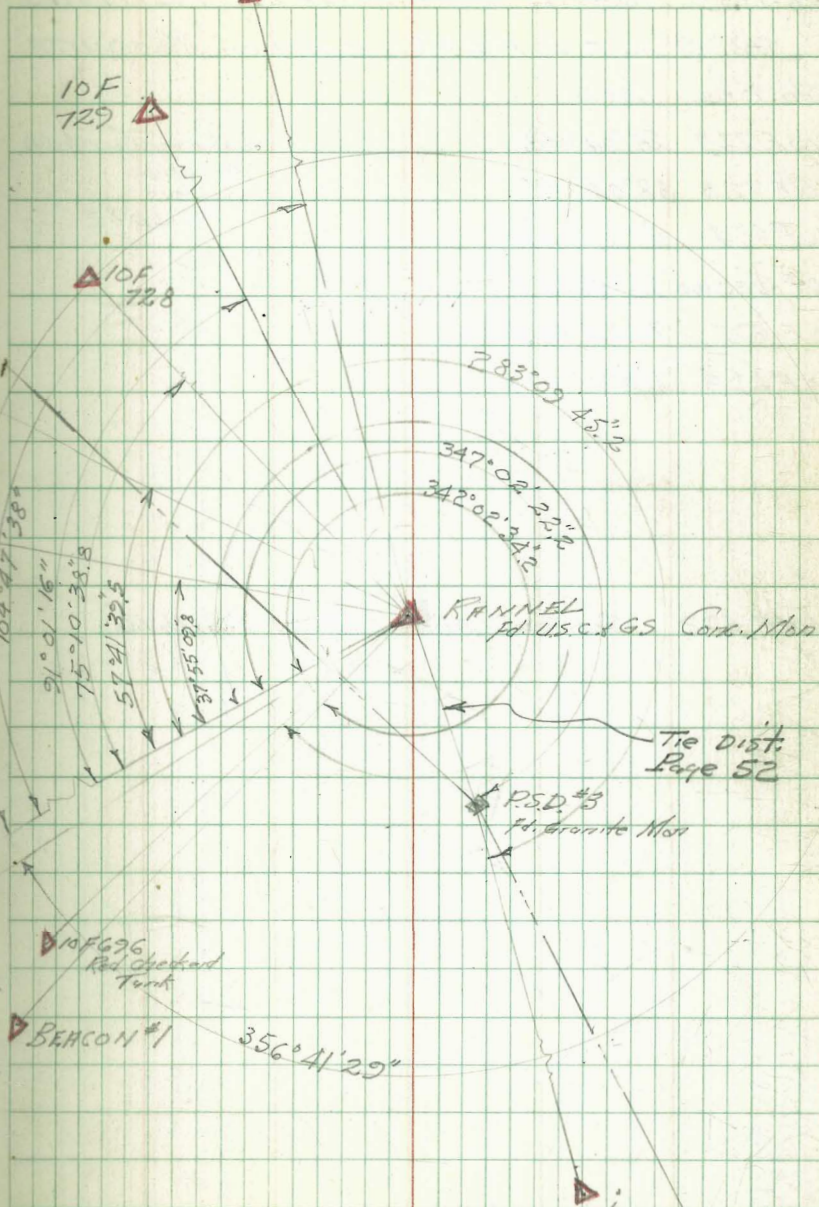 10F
729
10F
728
283°09'45.2"
347°02'22.2"
342°02'34.2"
RANNEL
Fd. U.S.C.&GS Conc. Mon
104°47'38"
91°01'16"
75°10'38.8
57°41'39.5
37°55'09.8
Tie Dist.
Page 52
P.S.D. #3
Fd. Granite Mon
10F696
Red Checkered
Tank
BEACON #1
356°41'29"